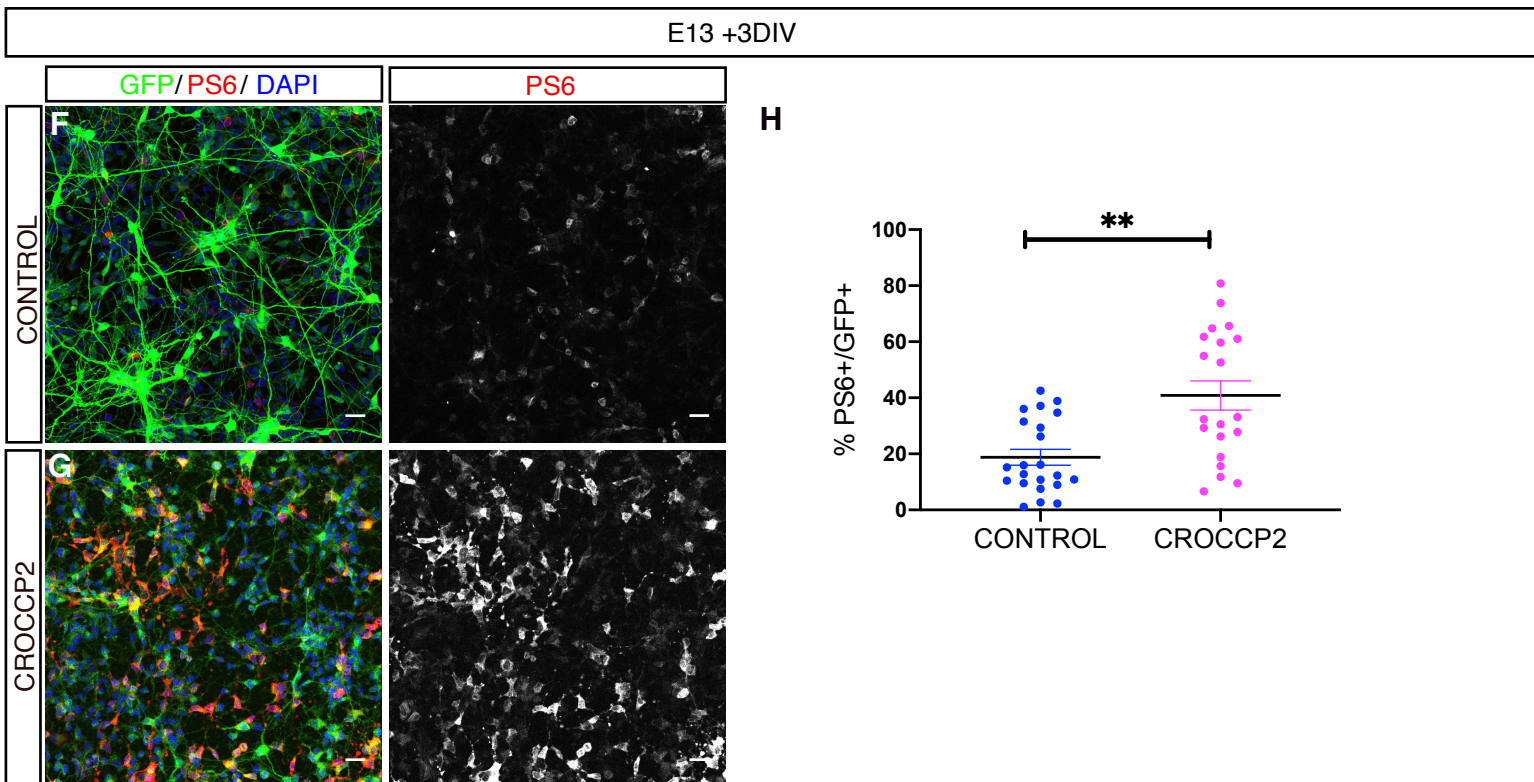 E13 +3DIV
GFP/PS6/ DAPI
PS6
CONTROL
F
CROCCP2
G
H
**
% PS6+/GFP+
100
80
60
40
20
0
CONTROL
CROCCP2